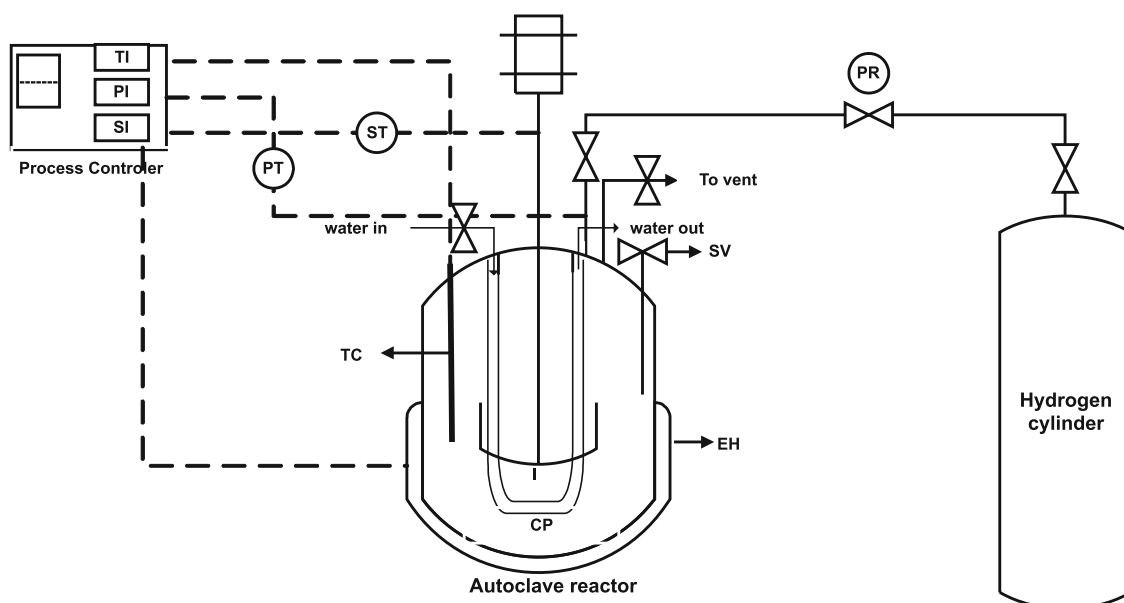 TI
PI
SI
Process Controler
ST
PT
PR
To vent
water in
water out
SV
TC
EH
I
CP
Hydrogen
cylinder
Autoclave reactor